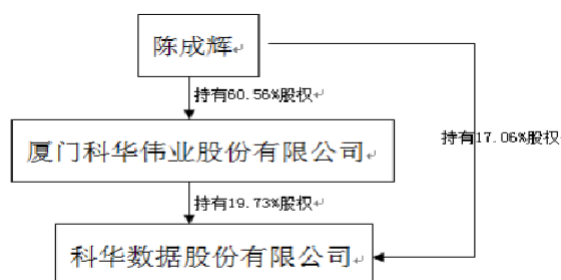 陈成辉
持有60.56%股权
厦门科华伟业股份有限公司
持有17.06%股权
持有19.73%股权
科华数据股份有限公司